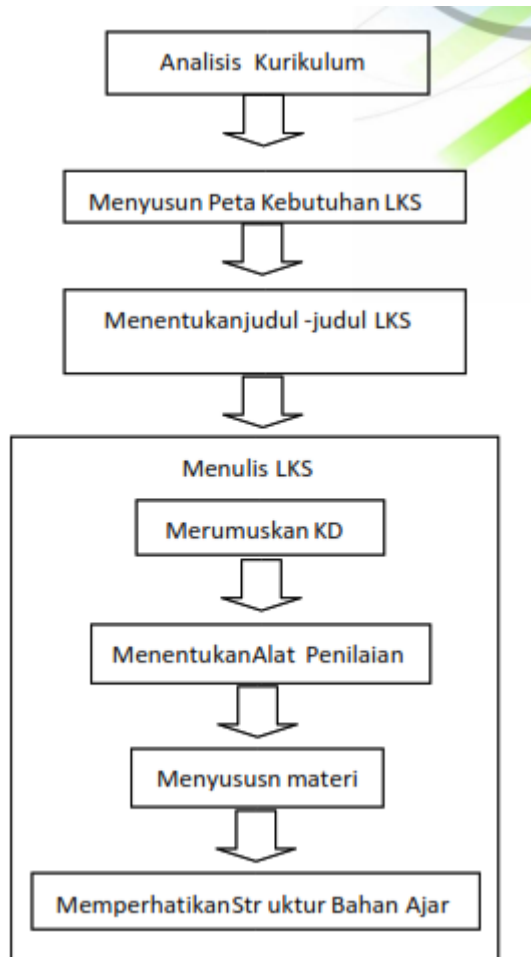 Analisis Kurikulum
Menyusun Peta Kebutuhan LKS
Menentukanjudul -judul LKS
Menulis LKS
Merumuskan KD
MenentukanAlat Penilaian
Menyususn materi
MemperhatikanStr uktur Bahan Ajar